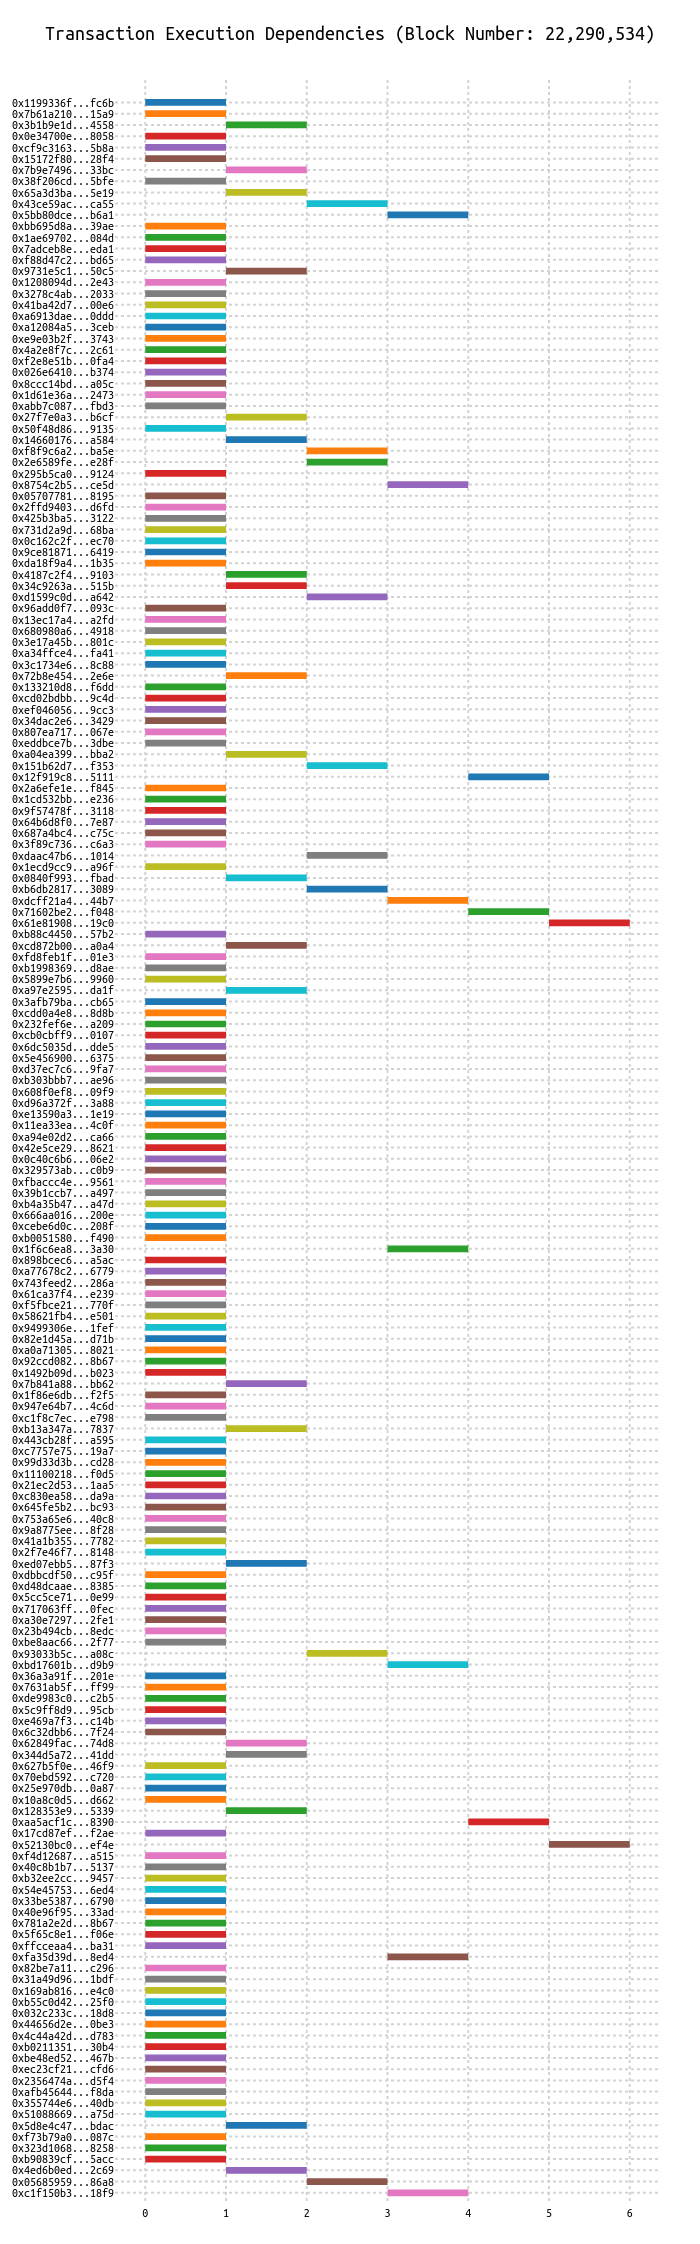 Transaction Execution Dependencies (Block Number: 22,290,534)
0x1199336f...fc6b
0x7b61a210...15a9
0x3b1b9e1d...4558
0x0e34700e...8058
0xcf9c3163...5b8a
0x15172f80...28f4
0x7b9e7496...33bc
0x38f206cd...5bfe
0x65a3d3ba...5e19
0x43ce59ac...ca55
0x5bb80dce...b6a1
0xbb695d8a...39ae
0x1ae69702...084d
0x7adceb8e...eda1
0xf88d47c2...bd65
0x9731e5c1...50c5
0x1208094d...2e43
0x3278c4ab...2033
0x41ba42d7...00e6
0xa6913dae...0ddd
0xa12084a5...3ceb
0xe9e03b2f...3743
0x4a2e8f7c...2c61
0xf2e8e51b...0fa4
0x026e6410...b374
0x8ccc14bd...a05c
0x1d61e36a...2473
0xabb7c087...fbd3
0x27f7e0a3...b6cf
0x50f48d86...9135
0x14660176...a584
0xf8f9c6a2...ba5e
0x2e6589fe...e28f
0x295b5ca0...9124
0x8754c2b5...ce5d
0x05707781...8195
0x2ffd9403...d6fd
0x425b3ba5...3122
0x731d2a9d...68ba
0x0c162c2f...ec70
0x9ce81871...6419
0xda18f9a4...1b35
0x4187c2f4...9103
0x34c9263a...515b
0xd1599c0d...a642
0x96add0f7...093c
0x13ec17a4...a2fd
0x680980a6...4918
0x3e17a45b...801c
0xa34ffce4...fa41
0x3c1734e6...8c88
0x72b8e454...2e6e
0x133210d8...f6dd
0xcd02bdbb...9c4d
0xef046056...9cc3
0x34dac2e6...3429
0x807ea717...067e
0xeddbce7b...3dbe
0xa04ea399...bba2
0x151b62d7...f353
0x12f919c8...5111
0x2a6efe1e...f845
0x1cd532bb...e236
0x9f57478f...3118
0x64b6d8f0...7e87
0x687a4bc4...c75c
0x3f89c736...c6a3
0xdaac47b6...1014
0x1ecd9cc9...a96f
0x0840f993...fbad
0xb6db2817...3089
0xdcff21a4...44b7
0x71602be2...f048
0x61e81908...19c0
0xb88c4450...57b2
0xcd872b00...a0a4
0xfd8feb1f...01e3
0xb1998369...d8ae
0x5899e7b6...9960
0xa97e2595...da1f
0x3afb79ba...cb65
0xcdd0a4e8...8d8b
0x232fef6e...a209
0xcb0cbff9...0107
0x6dc5035d...dde5
0x5e456900...6375
0xd37ec7c6...9fa7
0xb303bbb7...ae96
0x608f0ef8...09f9
0xd96a372f...3a88
0xe13590a3...1e19
0x11ea33ea...4c0f
0xa94e02d2...ca66
0x42e5ce29...8621
0x0c40c6b6...06e2
0x329573ab...c0b9
0xfbaccc4e...9561
0x39b1ccb7...a497
0xb4a35b47...a47d
0x666aa016...200e
0xcebe6d0c...208f
0xb0051580...f490
0x1f6c6ea8...3a30
0x898bcec6...a5ac
0xa77678c2...6779
0x743feed2...286a
0x61ca37f4...e239
0xf5fbce21...770f
0x58621fb4...e501
0x9499306e...1fef
0x82e1d45a...d71b
0xa0a71305...8021
0x92ccd082...8b67
0x1492b09d...b023
0x7b841a88...bb62
0x1f86e6db...f2f5
0x947e64b7...4c6d
0xc1f8c7ec...e798
0xb13a347a...7837
0x443cb28f...a595
0xc7757e75...19a7
0x99d33d3b...cd28
0x11100218...f0d5
0x21ec2d53...1aa5
0xc830ea58...da9a
0x645fe5b2...bc93
0x753a65e6...40c8
0x9a8775ee...8f28
0x41a1b355...7782
0x2f7e46f7...8148
0xed07ebb5...87f3
0xdbbcdf50...c95f
0xd48dcaae...8385
0x5cc5ce71...0e99
0x717063ff...0fec
0xa30e7297...2fe1
0x23b494cb...8edc
0xbe8aac66...2f77
0x93033b5c...a08c
0xbd17601b...d9b9
0x36a3a91f...201e
0x7631ab5f...ff99
0xde9983c0...c2b5
0x5c9ff8d9...95cb
0xe469a7f3...c14b
0x6c32dbb6...7f24
0x62849fac...74d8
0x344d5a72...41dd
0x627b5f0e...46f9
0x70ebd592...c720
0x25e970db...0a87
0x10a8c0d5...d662
0x128353e9...5339
0xaa5acf1c...8390
0x17cd87ef...f2ae
0x52130bc0...ef4e
0xf4d12687...a515
0x40c8b1b7...5137
0xb32ee2cc...9457
0x54e45753...6ed4
0x33be5387...6790
0x40e96f95...33ad
0x781a2e2d...8b67
0x5f65c8e1...f06e
0xffcceaa4...ba31
0xfa35d39d...8ed4
0x82be7a11...c296
0x31a49d96...1bdf
0x169ab816...e4c0
0xb55c0d42...25f0
0x032c233c...18d8
0x44656d2e...0be3
0x4c44a42d...d783
0xb0211351...30b4
0xbe48ed52...467b
0xec23cf21...cfd6
0x2356474a...d5f4
0xafb45644...f8da
0x355744e6...40db
0x51088669...a75d
0x5d8e4c47...bdac
0xf73b79a0...087c
0x323d1068...8258
0xb90839cf...5acc
0x4ed6b0ed...2c69
0x05685959...86a8
0xc1f150b3...18f9
0 1 2 3 4 5 6